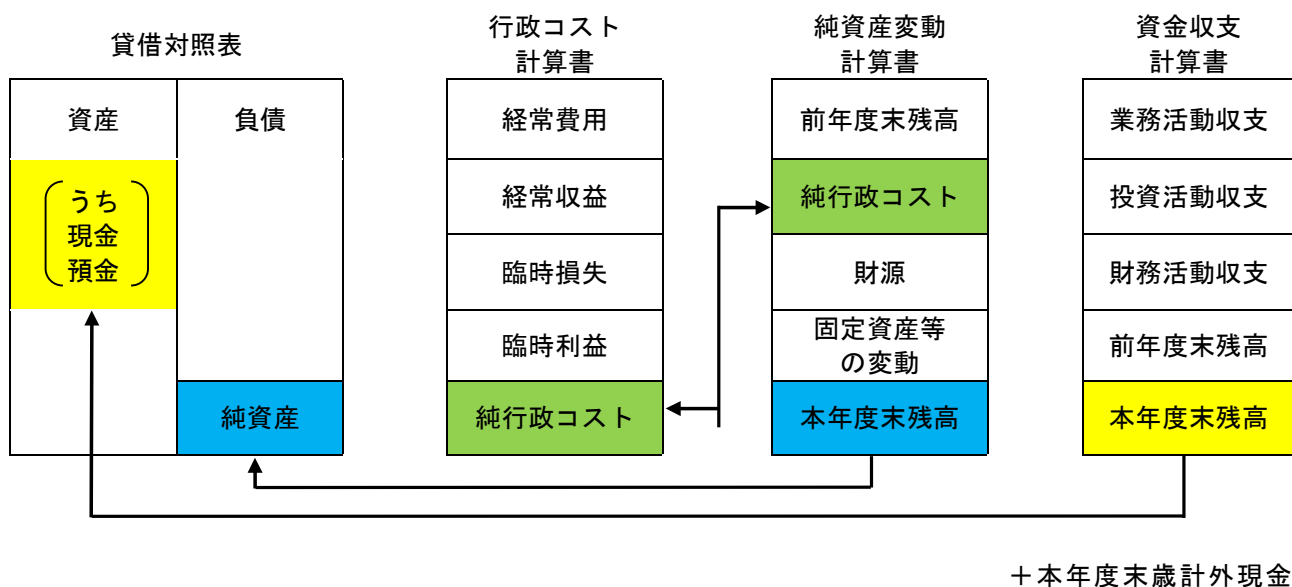 貸借対照表
資産
負債
うち
現金
預金
純資産
行政コスト
計算書
経常費用
経常収益
臨時損失
臨時利益
純行政コスト
純資産変動
計算書
前年度末残高
純行政コスト
財源
固定資産等
の変動
本年度末残高
資金収支
計算書
業務活動収支
投資活動収支
財務活動収支
前年度末残高
本年度末残高
＋本年度末歳計外現金